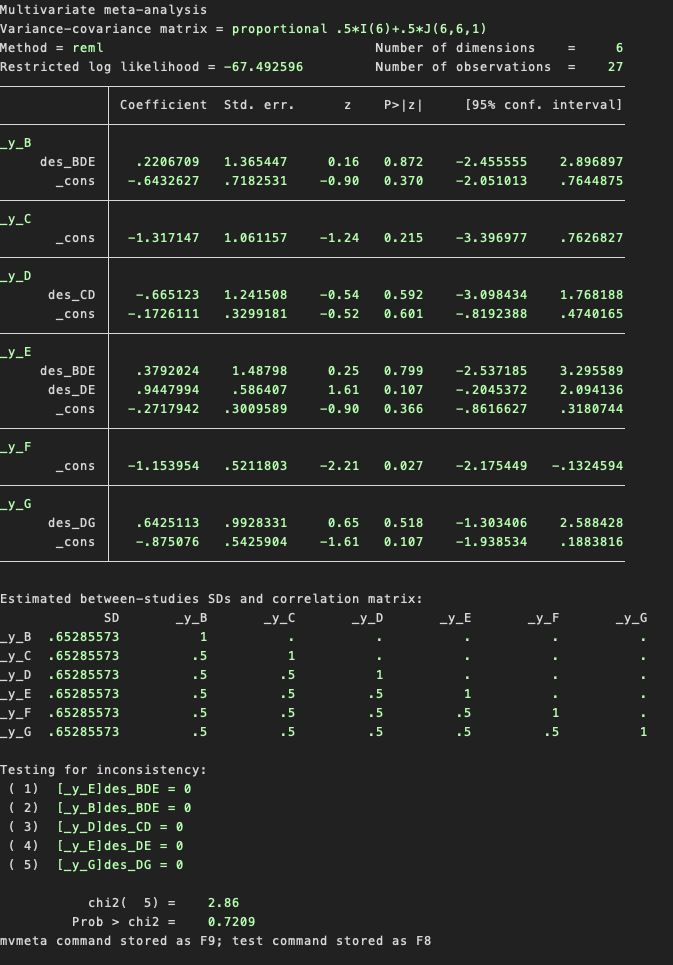 Multivariate meta-analysis
Variance-covariance matrix = proportional .5*I(6)+.5*J(6,6,1)
Method = reml Number of dimensions = 6
Restricted log likelihood = -67.492596 Number of observations = 27
Coefficient Std. err. z P>|z| [95% conf. interval]
_y_B
des_BDE .2206709 1.365447 0.16 0.872 -2.455555 2.896897
_cons -.6432627 .7182531 -0.90 0.370 -2.051013 .7644875
_y_C
_cons -1.317147 1.061157 -1.24 0.215 -3.396977 .7626827
_y_D
des_CD -.665123 1.241508 -0.54 0.592 -3.098434 1.768188
_cons -.1726111 .3299181 -0.52 0.601 -.8192388 .4740165
_y_E
des_BDE .3792024 1.48798 0.25 0.799 -2.537185 3.295589
des_DE .9447994 .586407 1.61 0.107 -.2045372 2.094136
_cons -.2717942 .3009589 -0.90 0.366 -.8616627 .3180744
_y_F
_cons -1.153954 .5211803 -2.21 0.027 -2.175449 -.1324594
_y_G
des_DG .6425113 .9928331 0.65 0.518 -1.303406 2.588428
_cons -.875076 .5425904 -1.61 0.107 -1.938534 .1883816
Estimated between-studies SDs and correlation matrix:
SD _y_B _y_C _y_D _y_E _y_F _y_G
_y_B .65285573 1 . . . . .
_y_C .65285573 .5 1 . . . .
_y_D .65285573 .5 .5 1 . . .
_y_E .65285573 .5 .5 .5 1 . .
_y_F .65285573 .5 .5 .5 .5 1 .
_y_G .65285573 .5 .5 .5 .5 .5 1
Testing for inconsistency:
( 1) [_y_E]des_BDE = 0
( 2) [_y_B]des_BDE = 0
( 3) [_y_D]des_CD = 0
( 4) [_y_E]des_DE = 0
( 5) [_y_G]des_DG = 0
chi2( 5) = 2.86
Prob > chi2 = 0.7209
mvmeta command stored as F9; test command stored as F8